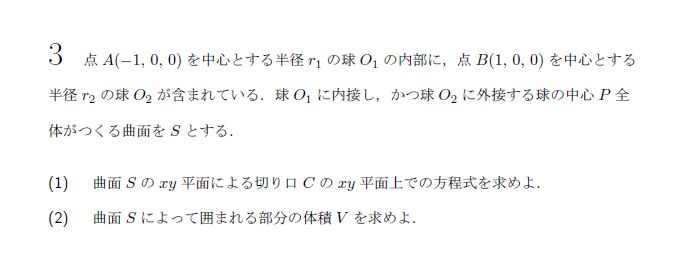 3 点 A(−1, 0, 0) を中心とする半径 r₁ の球 O₁ の内部に，点 B(1, 0, 0) を中心とする
半径 r₂ の球 O₂ が含まれている．球 O₁ に内接し，かつ球 O₂ に外接する球の中心 P 全
体がつくる曲面を S とする．
(1) 曲面 S の xy 平面による切り口 C の xy 平面上での方程式を求めよ．
(2) 曲面 S によって囲まれる部分の体積 V を求めよ．